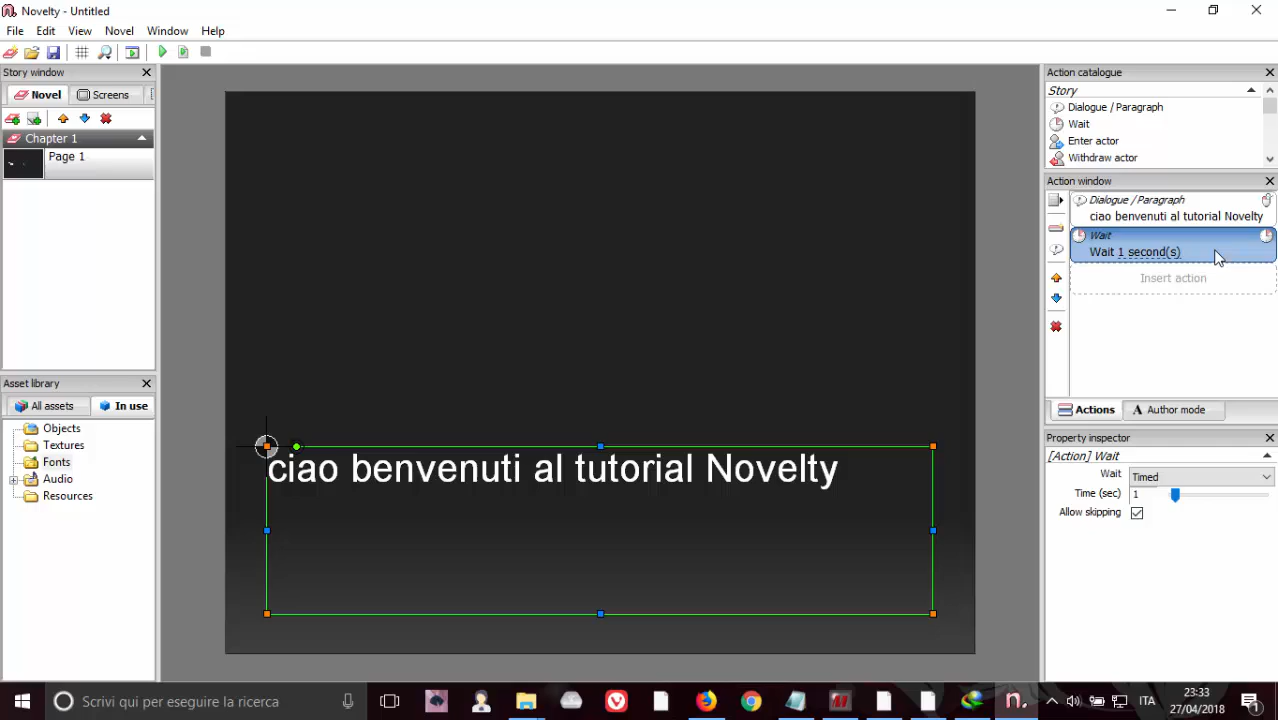 Novelty - Untitled
File Edit View Novel Window Help
Story window
Novel Screens
Chapter 1
Page 1
Asset library
All assets In use
Objects
Textures
Fonts
Audio
Resources
ciao benvenuti al tutorial Novelty
Action catalogue
Story
Dialogue / Paragraph
Wait
Enter actor
Withdraw actor
Action window
Dialogue / Paragraph
ciao benvenuti al tutorial Novelty
Wait
Wait 1 second(s)
Insert action
Actions Author mode
Property inspector
[Action] Wait
Wait Timed
Time (sec) 1
Allow skipping
Scrivi qui per eseguire la ricerca
n.
ITA
23:33
27/04/2018
1